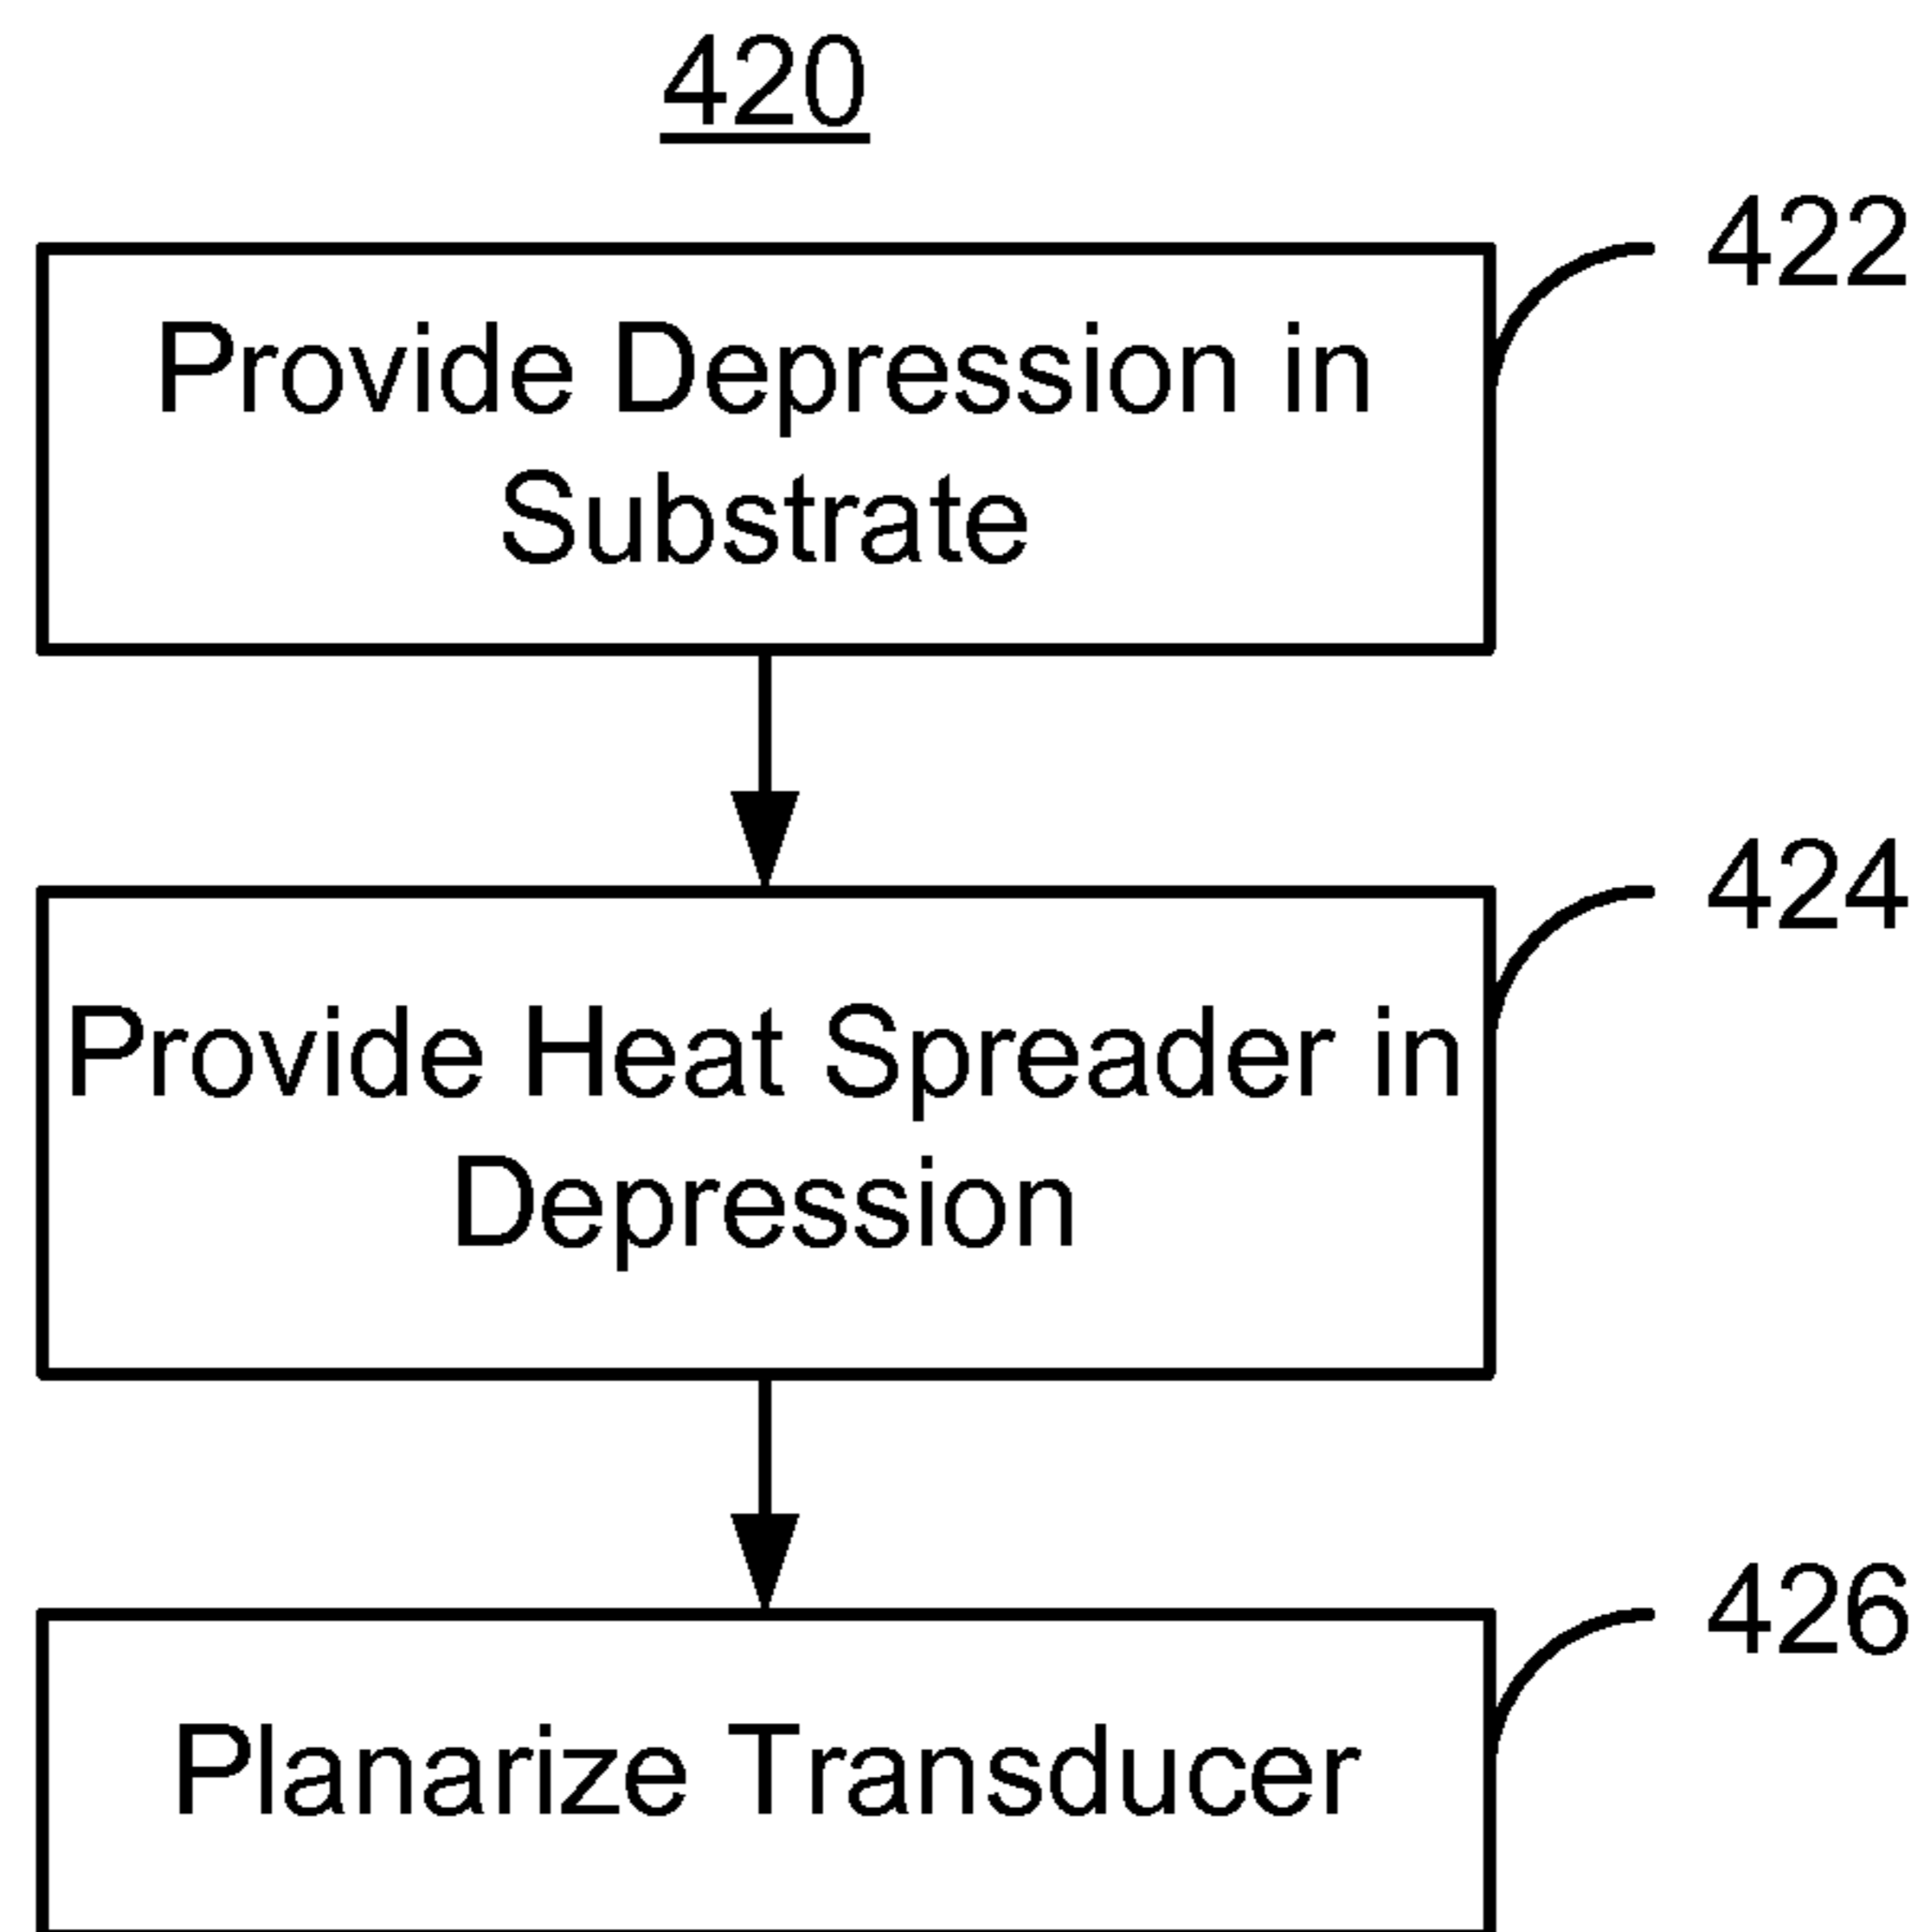 420
422
Provide Depression in
Substrate
424
Provide Heat Spreader in
Depression
426
Planarize Transducer